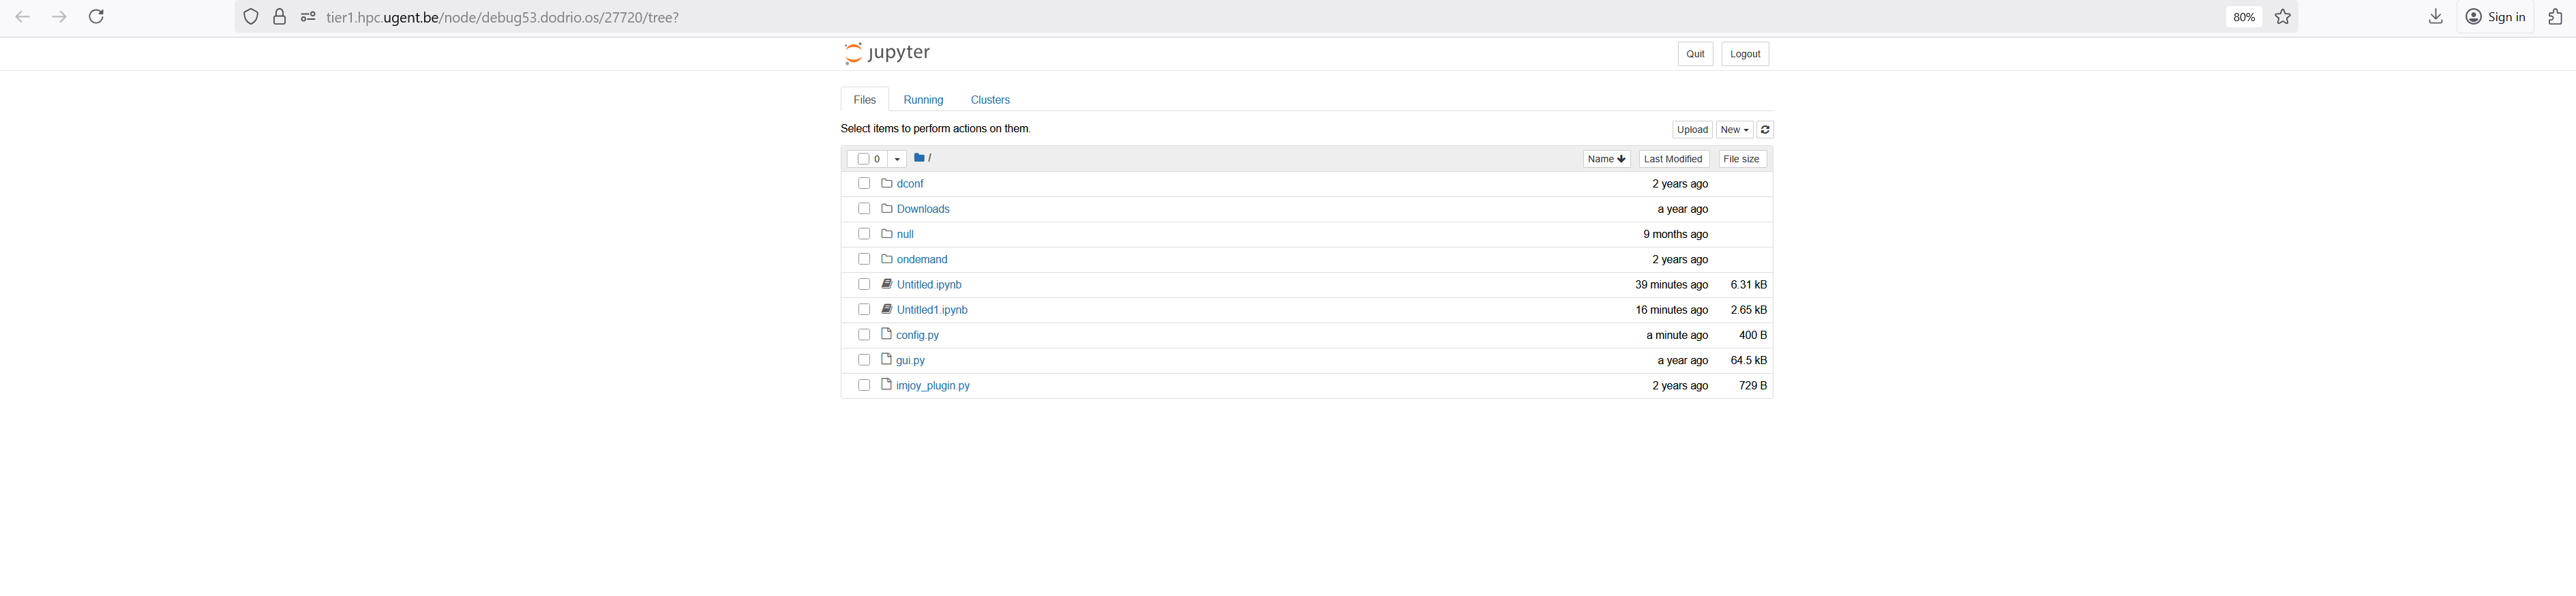 tier1.hpc.ugent.be/node/debug53.dodrio.os/27720/tree?
80%
Sign in
jupyter
Quit
Logout
Files
Running
Clusters
Select items to perform actions on them.
Upload
New
0
/
Name
Last Modified
File size
dconf 2 years ago
Downloads a year ago
null 9 months ago
ondemand 2 years ago
Untitled.ipynb 39 minutes ago 6.31 kB
Untitled1.ipynb 16 minutes ago 2.65 kB
config.py a minute ago 400 B
gui.py a year ago 64.5 kB
imjoy_plugin.py 2 years ago 729 B